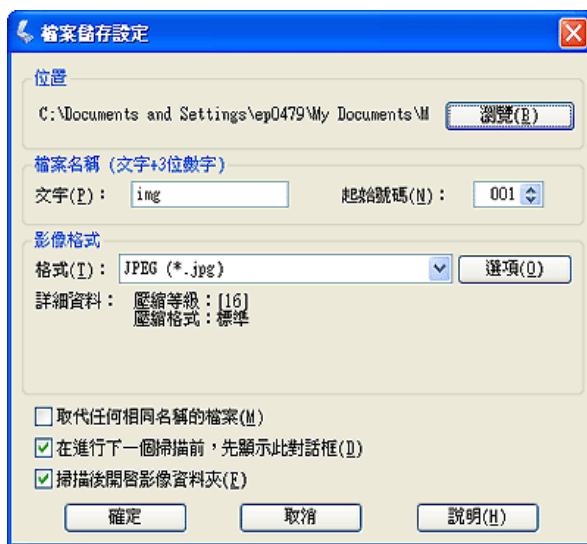 檔案儲存設定
位置
C:\Documents and Settings\ep0479\My Documents\M 瀏覽(B)
檔案名稱 (文字+3位數字)
文字(P)： img 起始號碼(N)： 001
影像格式
格式(T)： JPEG (*.jpg) 選項(O)
詳細資料： 壓縮等級：[16]
壓縮格式：標準
取代任何相同名稱的檔案(M)
在進行下一個掃描前，先顯示此對話框(D)
掃描後開啓影像資料夾(F)
確定 取消 說明(H)